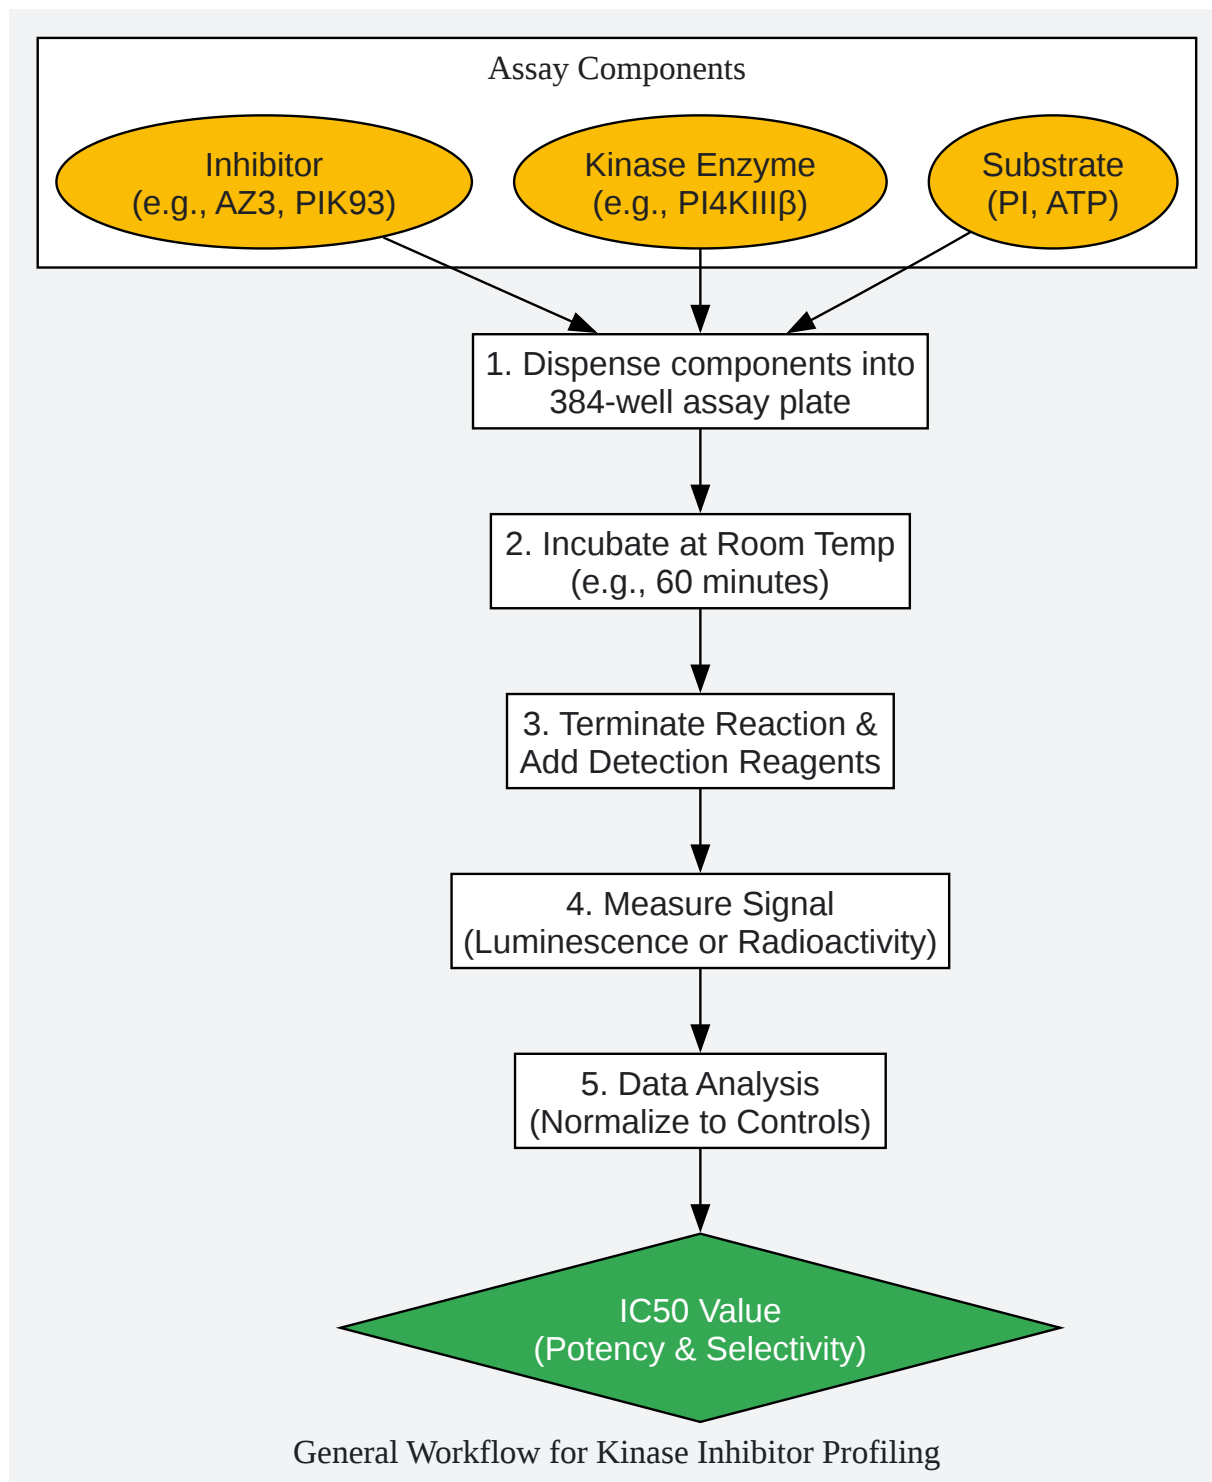 Assay Components
Inhibitor
(e.g., AZ3, PIK93)
Kinase Enzyme
(e.g., PI4KIIIβ)
Substrate
(PI, ATP)
1. Dispense components into
384-well assay plate
2. Incubate at Room Temp
(e.g., 60 minutes)
3. Terminate Reaction &
Add Detection Reagents
4. Measure Signal
(Luminescence or Radioactivity)
5. Data Analysis
(Normalize to Controls)
IC50 Value
(Potency & Selectivity)
General Workflow for Kinase Inhibitor Profiling